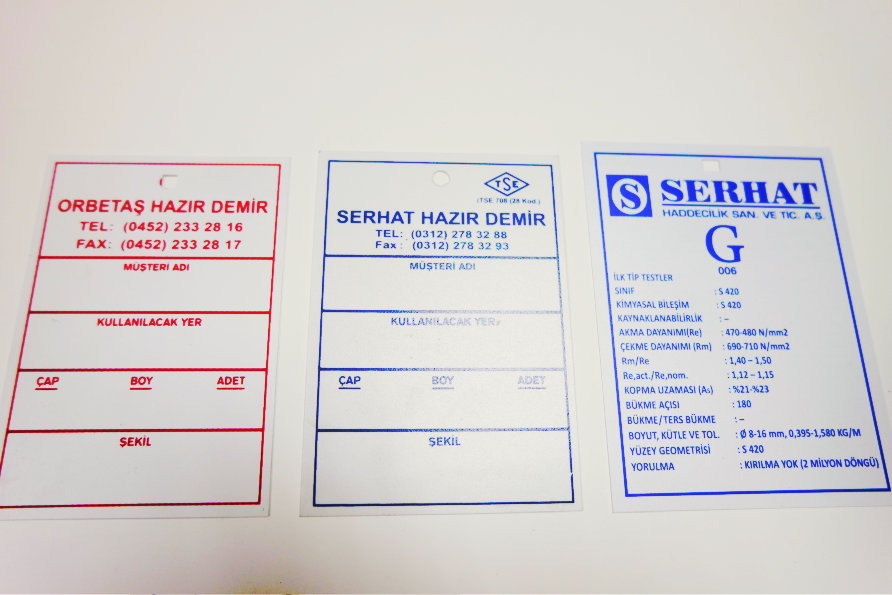 ORBETAŞ HAZIR DEMİR
TEL: (0452) 233 28 16
FAX: (0452) 233 28 17
MÜŞTERİ ADI
KULLANILACAK YER
ÇAP BOY ADET
ŞEKİL
TSE
(TSE 708 (28 Kod.)
SERHAT HAZIR DEMİR
TEL: (0312) 278 32 88
Fax : (0312) 278 32 93
MÜŞTERİ ADI
KULLANILACAK YER
ÇAP BOY ADET
ŞEKİL
S SERHAT
HADDECİLİK SAN. VE TİC. A.Ş.
G
006
İLK TİP TESTLER
SINIF : S 420
KİMYASAL BİLEŞİM : S 420
KAYNAKLANABİLİRLİK : –
AKMA DAYANIMI(Re) : 470-480 N/mm2
ÇEKME DAYANIMI (Rm) : 690-710 N/mm2
Rm/Re : 1,40 – 1,50
Re,act./Re,nom. : 1,12 – 1,15
KOPMA UZAMASI (A₅) : %21-%23
BÜKME AÇISI : 180
BÜKME/TERS BÜKME : –
BOYUT, KÜTLE VE TOL. : Ø 8-16 mm, 0,395-1,580 KG/M
YÜZEY GEOMETRİSİ : S 420
YORULMA : KIRILMA YOK (2 MİLYON DÖNGÜ)